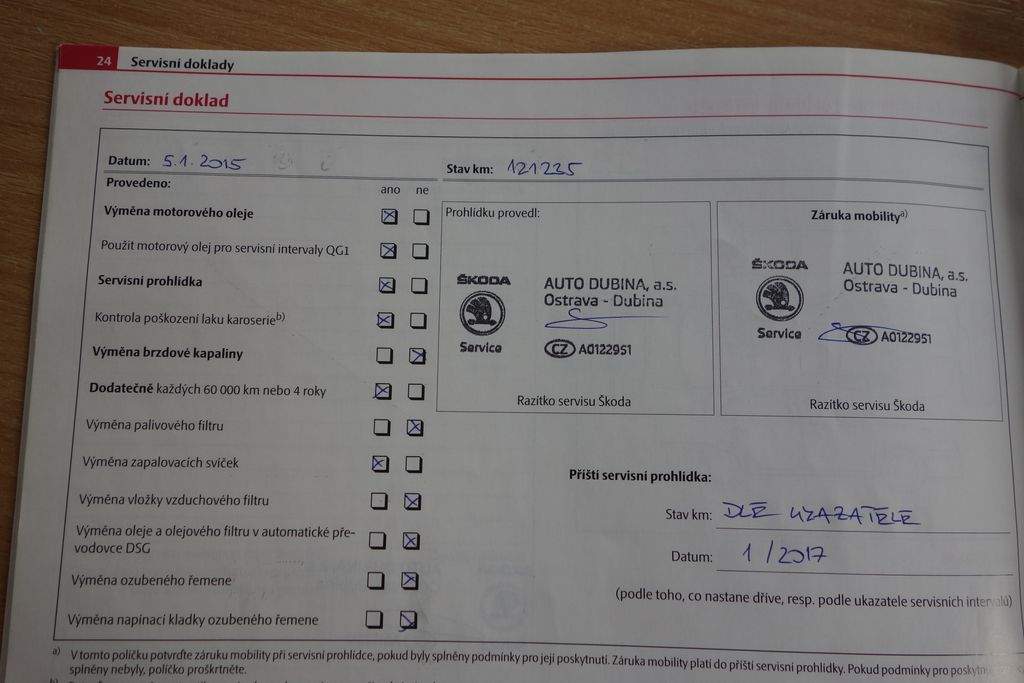 24 Servisní doklady
Servisní doklad
Datum: 5.1.2015
Stav km: 121235
Provedeno:
ano ne
Výměna motorového oleje
Použit motorový olej pro servisní intervaly QG1
Servisní prohlídka
Kontrola poškození laku karoserie b)
Výměna brzdové kapaliny
Dodatečně každých 60 000 km nebo 4 roky
Výměna palivového filtru
Výměna zapalovacích svíček
Výměna vložky vzduchového filtru
Výměna oleje a olejového filtru v automatické pře-
vodovce DSG
Výměna ozubeného řemene
Výměna napínací kladky ozubeného řemene
Prohlídku provedl:
ŠKODA
Service
AUTO DUBINA, a.s.
Ostrava - Dubina
CZ A0122951
Razítko servisu Škoda
Záruka mobility a)
ŠKODA
Service
AUTO DUBINA, a.s.
Ostrava - Dubina
CZ A0122951
Razítko servisu Škoda
Příští servisní prohlídka:
Stav km: DLE UKAZATELE
Datum: 1/2017
(podle toho, co nastane dříve, resp. podle ukazatele servisních intervalů)
a) V tomto políčku potvrďte záruku mobility při servisní prohlídce, pokud byly splněny podmínky pro její poskytnutí. Záruka mobility platí do příští servisní prohlídky. Pokud podmínky pro
splněny nebyly, políčko proškrtněte.